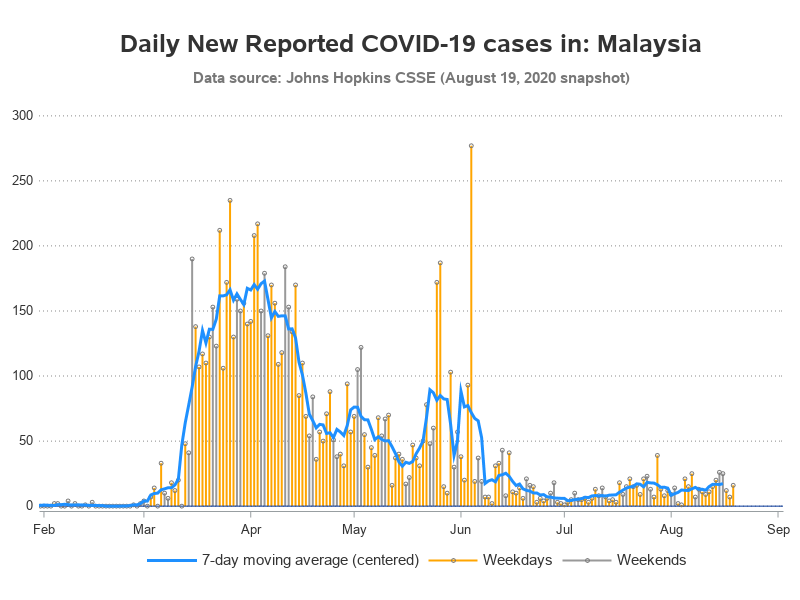 Daily New Reported COVID-19 cases in: Malaysia
Data source: Johns Hopkins CSSE (August 19, 2020 snapshot)
300
250
200
150
100
50
0
Feb Mar Apr May Jun Jul Aug Sep
7-day moving average (centered) Weekdays Weekends